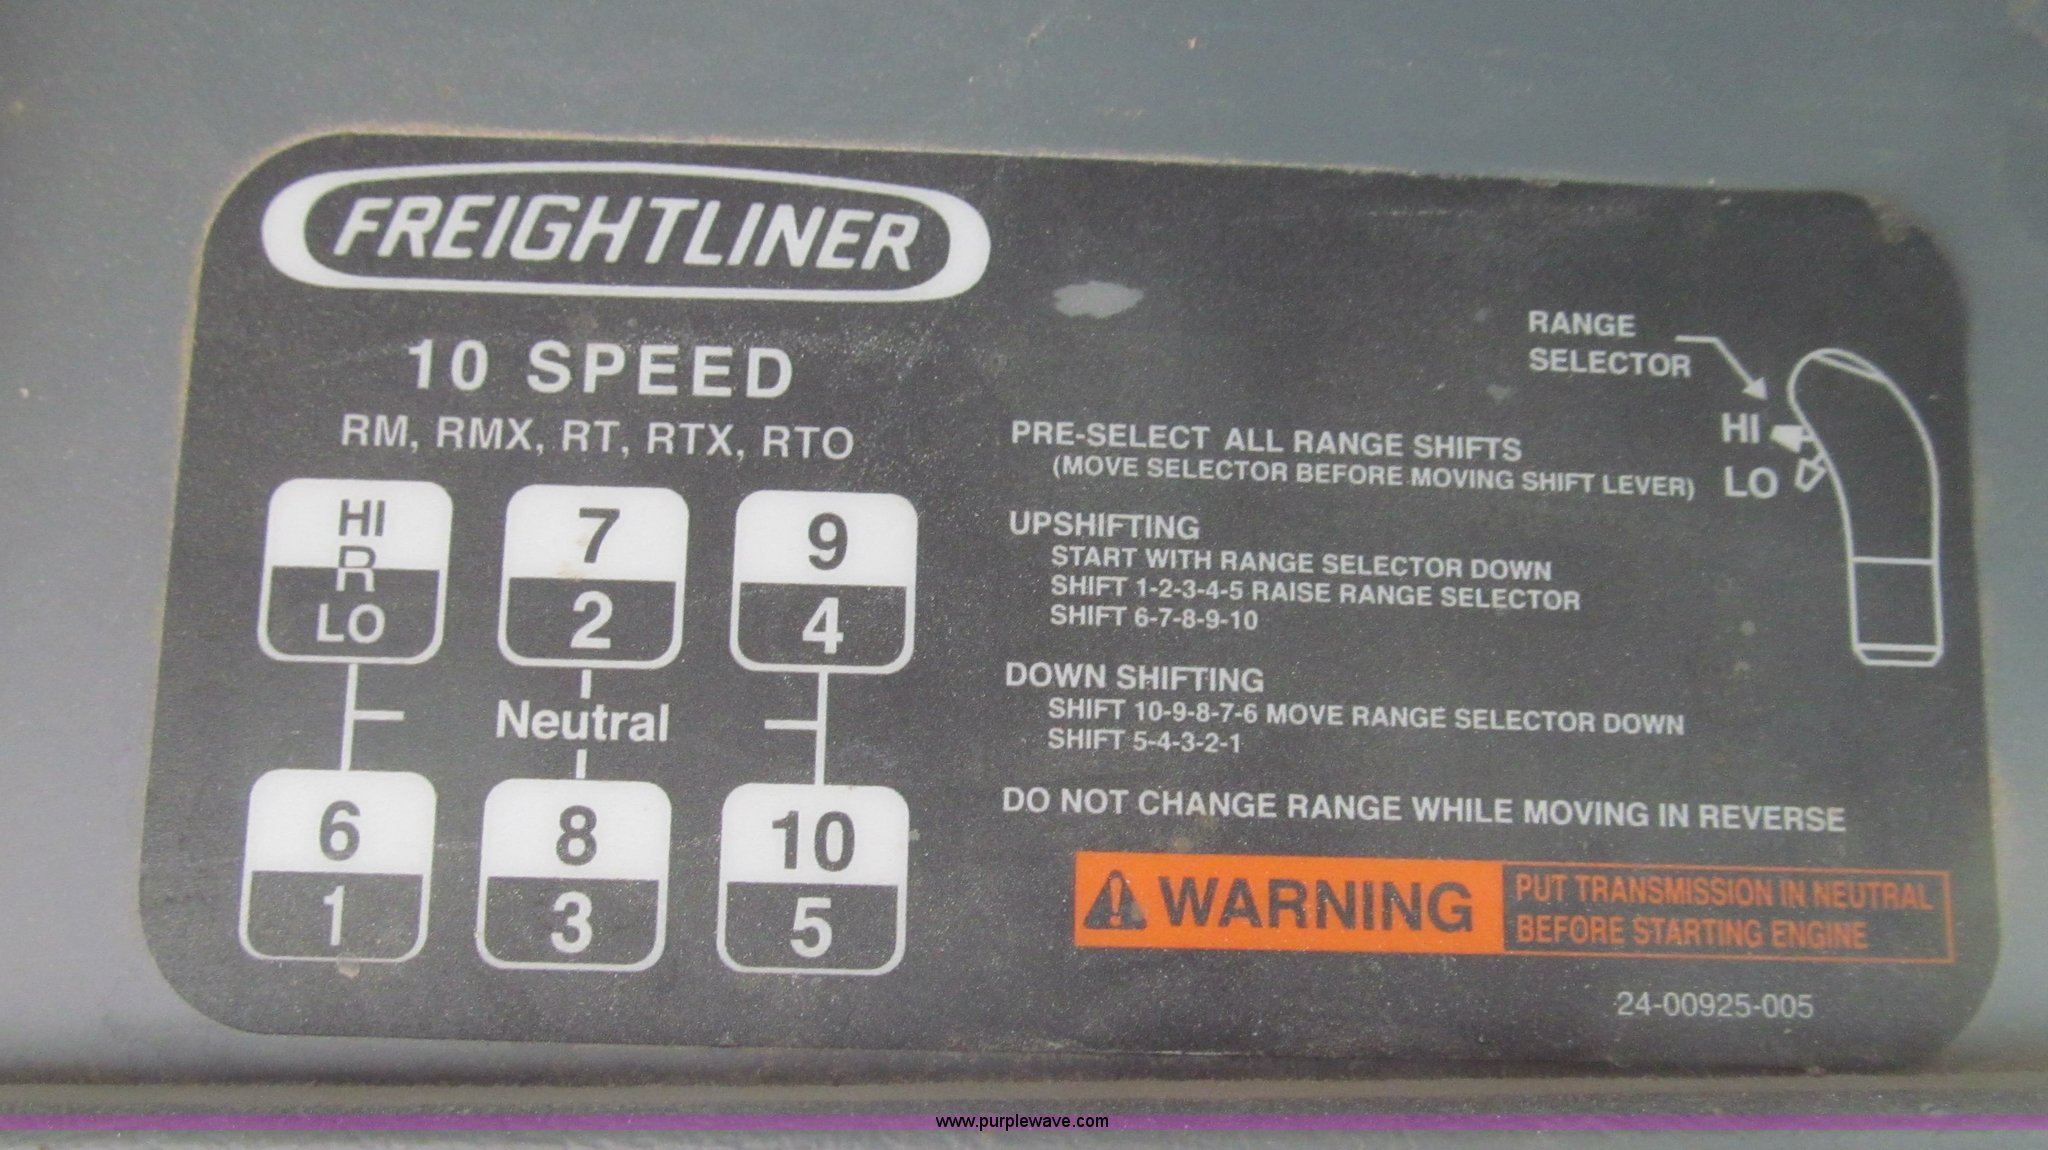 FREIGHTLINER
10 SPEED
RM, RMX, RT, RTX, RTO
HI
R
LO
7
2
9
4
Neutral
6
1
8
3
10
5
RANGE
SELECTOR
HI
LO
PRE-SELECT ALL RANGE SHIFTS
(MOVE SELECTOR BEFORE MOVING SHIFT LEVER)
UPSHIFTING
START WITH RANGE SELECTOR DOWN
SHIFT 1-2-3-4-5 RAISE RANGE SELECTOR
SHIFT 6-7-8-9-10
DOWN SHIFTING
SHIFT 10-9-8-7-6 MOVE RANGE SELECTOR DOWN
SHIFT 5-4-3-2-1
DO NOT CHANGE RANGE WHILE MOVING IN REVERSE
WARNING
PUT TRANSMISSION IN NEUTRAL
BEFORE STARTING ENGINE
24-00925-005
www.purplewave.com